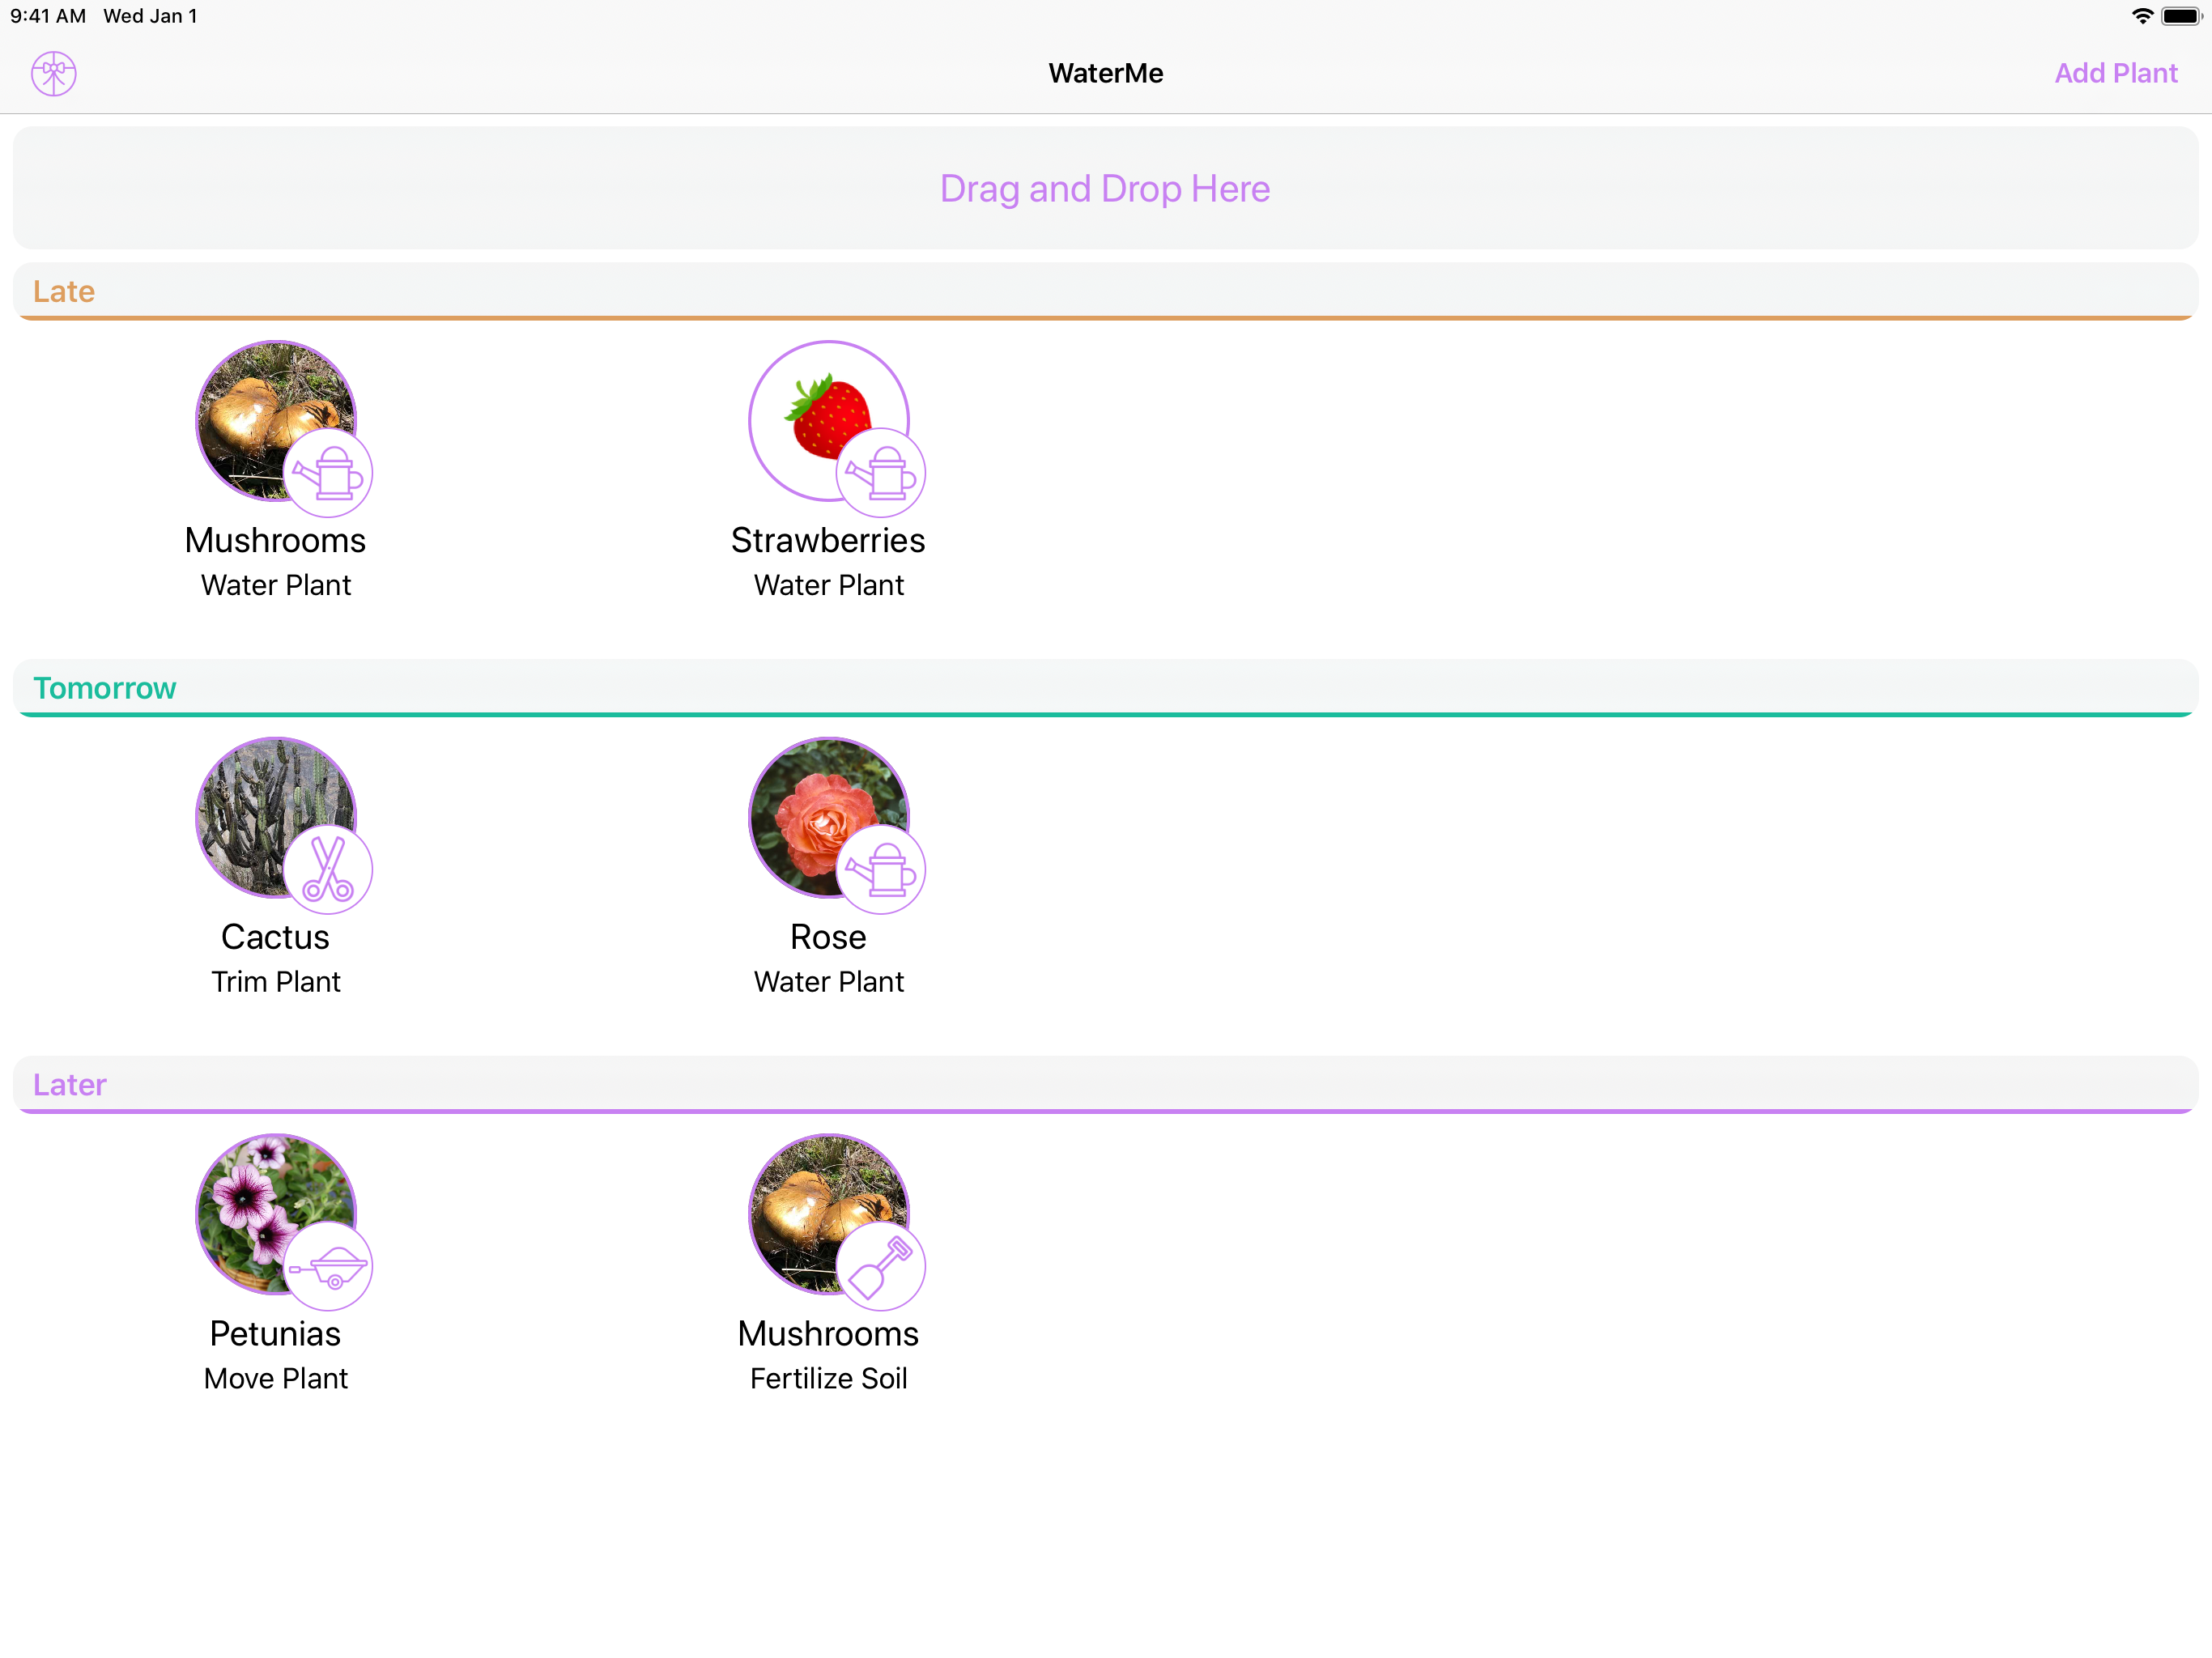 9:41 AM Wed Jan 1
WaterMe
Add Plant
Drag and Drop Here
Late
Mushrooms
Water Plant
Strawberries
Water Plant
Tomorrow
Cactus
Trim Plant
Rose
Water Plant
Later
Petunias
Move Plant
Mushrooms
Fertilize Soil